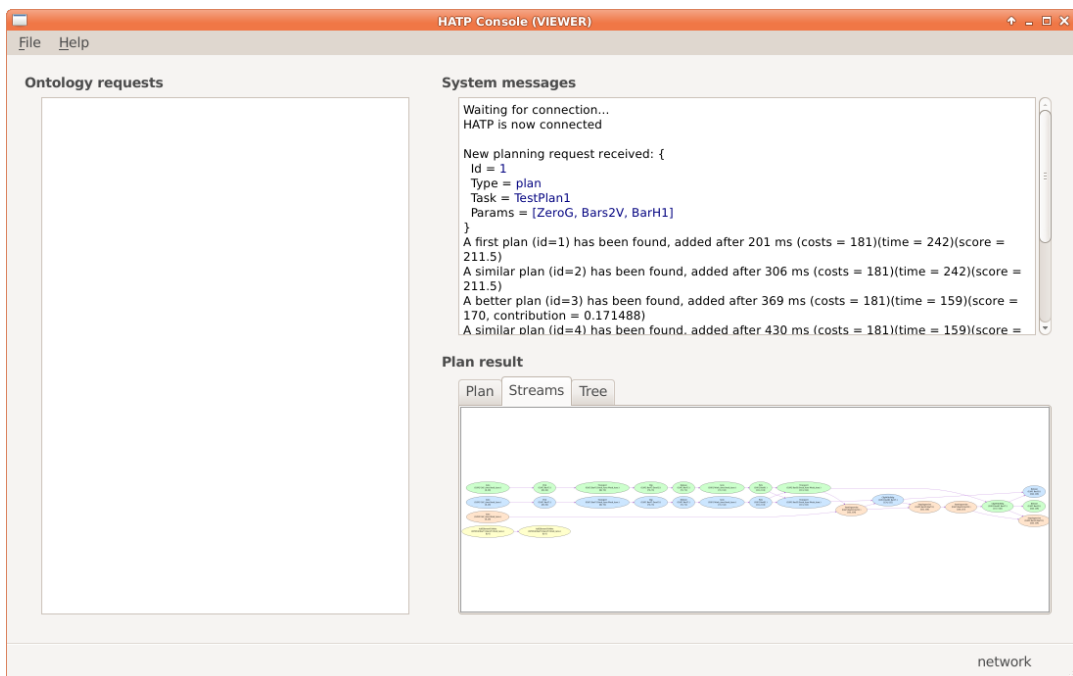 HATP Console (VIEWER)
File Help
Ontology requests
System messages
Waiting for connection...
HATP is now connected
New planning request received: {
Id = 1
Type = plan
Task = TestPlan1
Params = [ZeroG, Bars2V, BarH1]
}
A first plan (id=1) has been found, added after 201 ms (costs = 181)(time = 242)(score =
211.5)
A similar plan (id=2) has been found, added after 306 ms (costs = 181)(time = 242)(score =
211.5)
A better plan (id=3) has been found, added after 369 ms (costs = 181)(time = 159)(score =
170, contribution = 0.171488)
A similar plan (id=4) has been found, added after 430 ms (costs = 181)(time = 159)(score =
Plan result
Plan Streams Tree
network